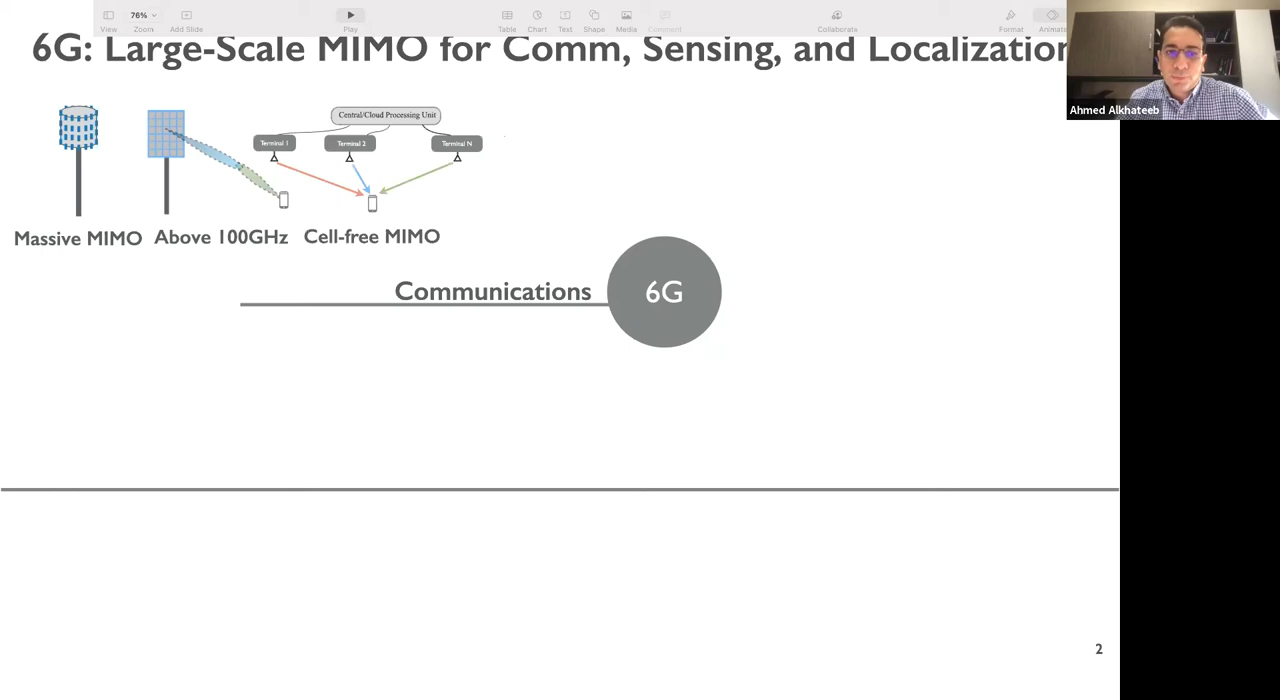 76%
View
Zoom
Add Slide
Play
Table
Chart
Text
Shape
Media
Comment
Collaborate
Format
Animate
6G: Large-Scale MIMO for Comm, Sensing, and Localization
Ahmed Alkhateeb
Central/Cloud Processing Unit
Terminal 1
Terminal 2
Terminal N
Massive MIMO
Above 100GHz
Cell-free MIMO
Communications
6G
2